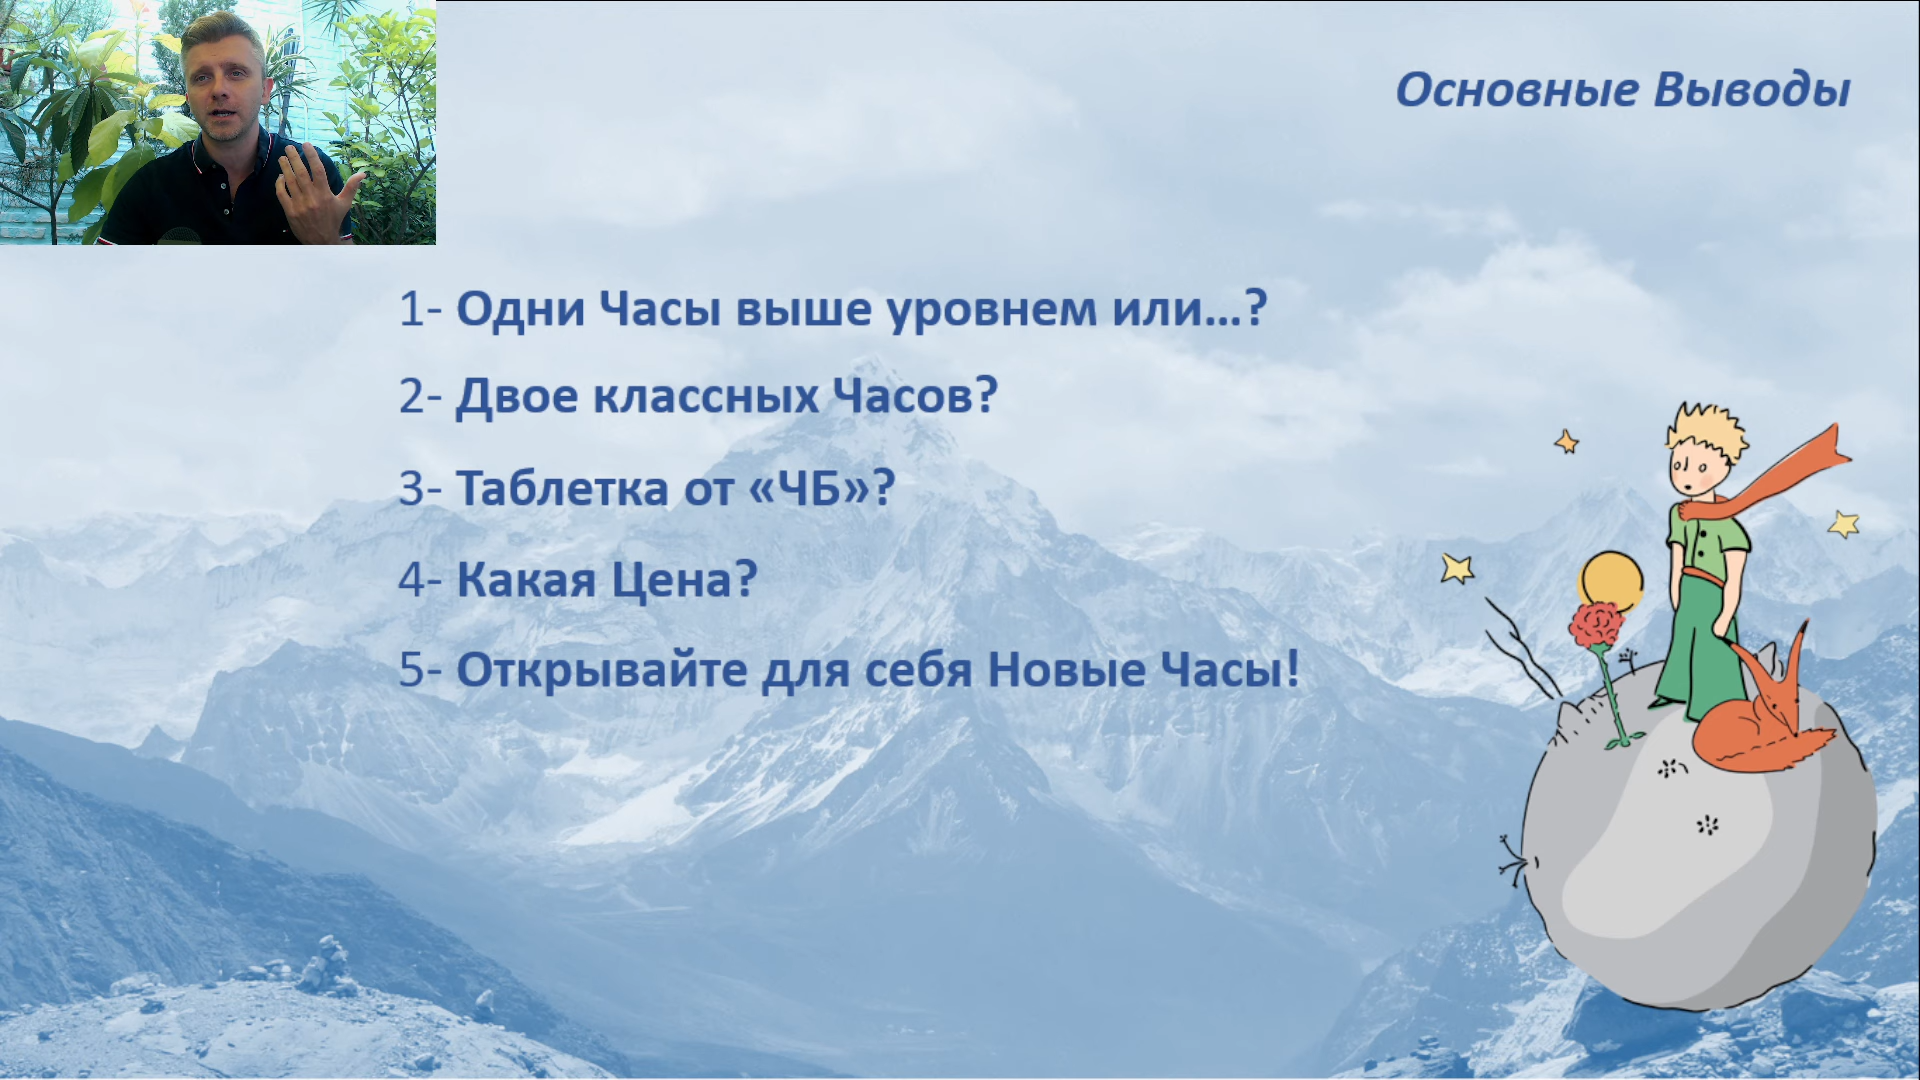 Основные Выводы
1- Одни Часы выше уровнем или...?
2- Двое классных Часов?
3- Таблетка от «ЧБ»?
4- Какая Цена?
5- Открывайте для себя Новые Часы!